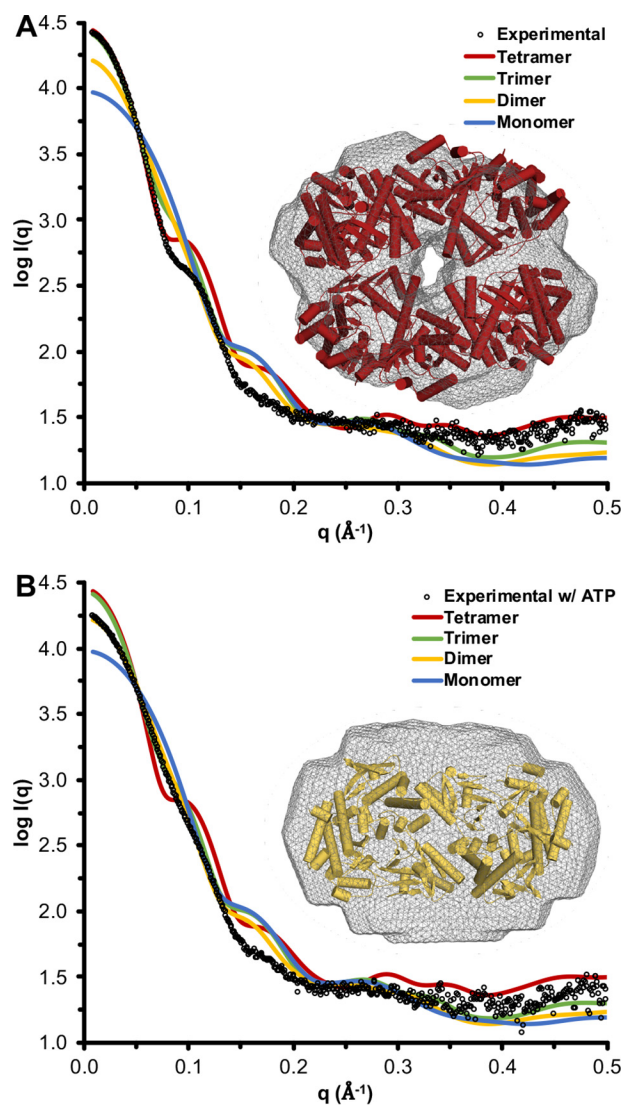 A
4.5
4.0
3.5
3.0
2.5
2.0
1.5
1.0
log I(q)
Experimental
Tetramer
Trimer
Dimer
Monomer
0.0 0.1 0.2 0.3 0.4 0.5
q (Å-1)
B
4.5
4.0
3.5
3.0
2.5
2.0
1.5
1.0
log I(q)
Experimental w/ ATP
Tetramer
Trimer
Dimer
Monomer
0.0 0.1 0.2 0.3 0.4 0.5
q (Å-1)